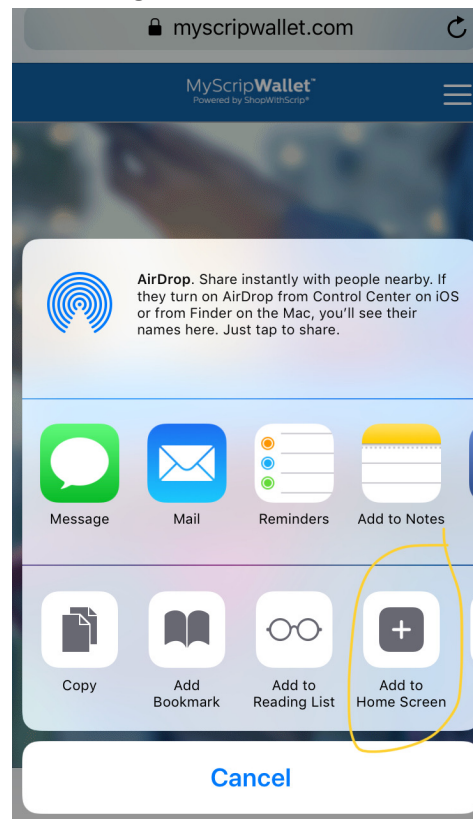 myscripwallet.com
MyScripWallet™
Powered by ShopWithScrip®
AirDrop. Share instantly with people nearby. If
they turn on AirDrop from Control Center on iOS
or from Finder on the Mac, you’ll see their
names here. Just tap to share.
Message
Mail
Reminders
Add to Notes
Copy
Add
Bookmark
Add to
Reading List
Add to
Home Screen
Cancel